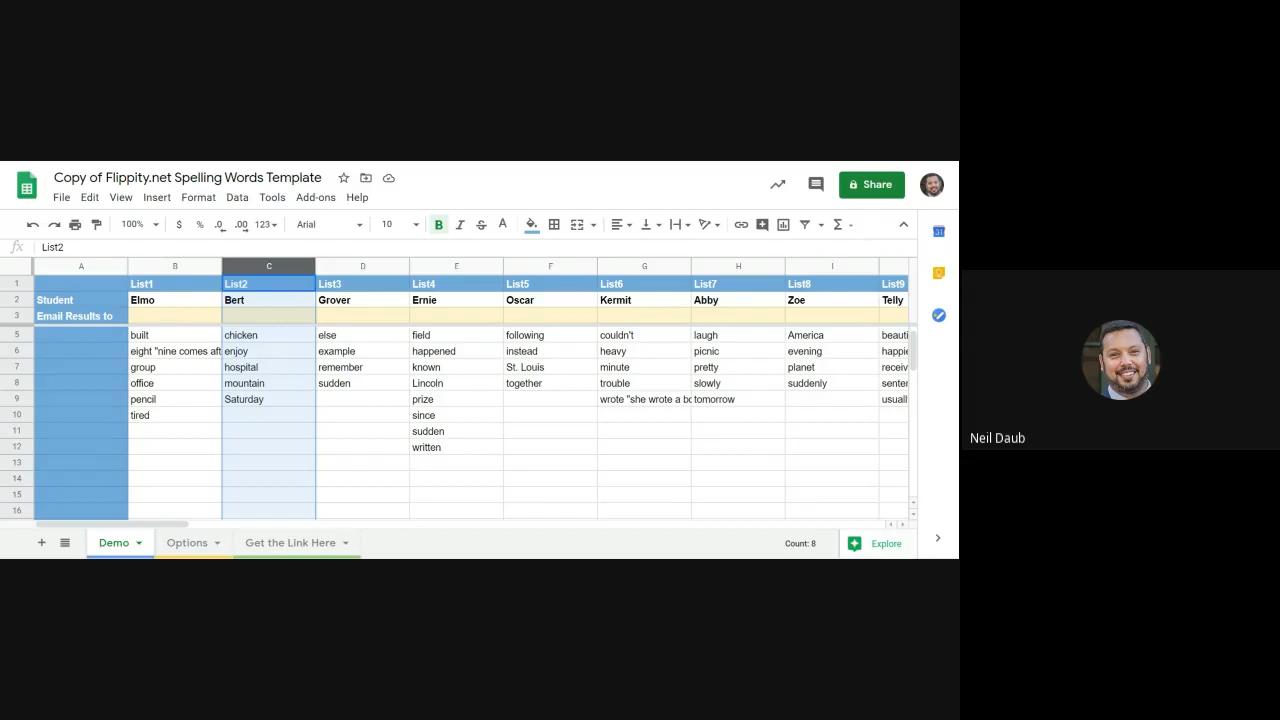 Copy of Flippity.net Spelling Words Template
File Edit View Insert Format Data Tools Add-ons Help
Share
100% $ % .0 .00 123 Arial 10 B I S A
fx List2
A B C D E F G H I
1 List1 List2 List3 List4 List5 List6 List7 List8 List9
2 Student Elmo Bert Grover Ernie Oscar Kermit Abby Zoe Telly
3 Email Results to
5 built chicken else field following couldn't laugh America beauti
6 eight "nine comes aft enjoy example happened instead heavy picnic evening happie
7 group hospital remember known St. Louis minute pretty planet receiv
8 office mountain sudden Lincoln together trouble slowly suddenly senten
9 pencil Saturday prize wrote "she wrote a bo tomorrow usuall
10 tired since
11 sudden
12 written
13
14
15
16
Demo Options Get the Link Here Count: 8 Explore
Neil Daub